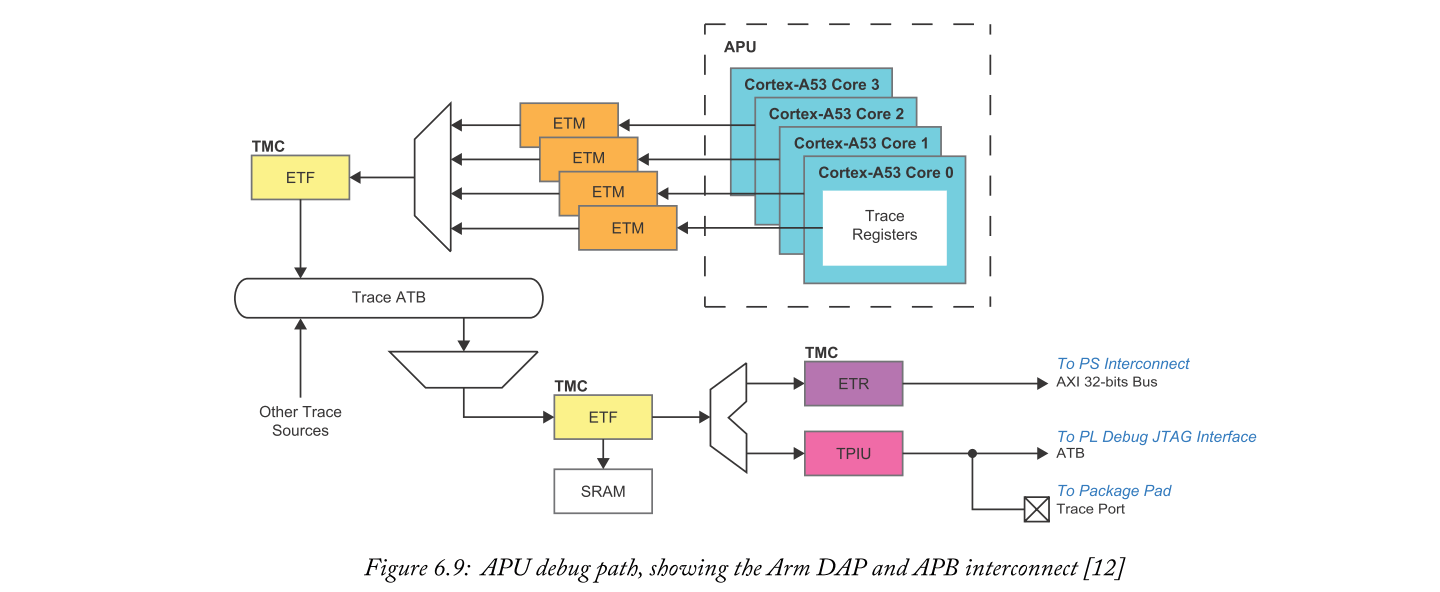 APU
Cortex-A53 Core 3
Cortex-A53 Core 2
Cortex-A53 Core 1
Cortex-A53 Core 0
Trace
Registers
ETM
ETM
ETM
ETM
TMC
ETF
Trace ATB
Other Trace
Sources
TMC
ETF
SRAM
TMC
ETR
TPIU
To PS Interconnect
AXI 32-bits Bus
To PL Debug JTAG Interface
ATB
To Package Pad
Trace Port
Figure 6.9: APU debug path, showing the Arm DAP and APB interconnect [12]